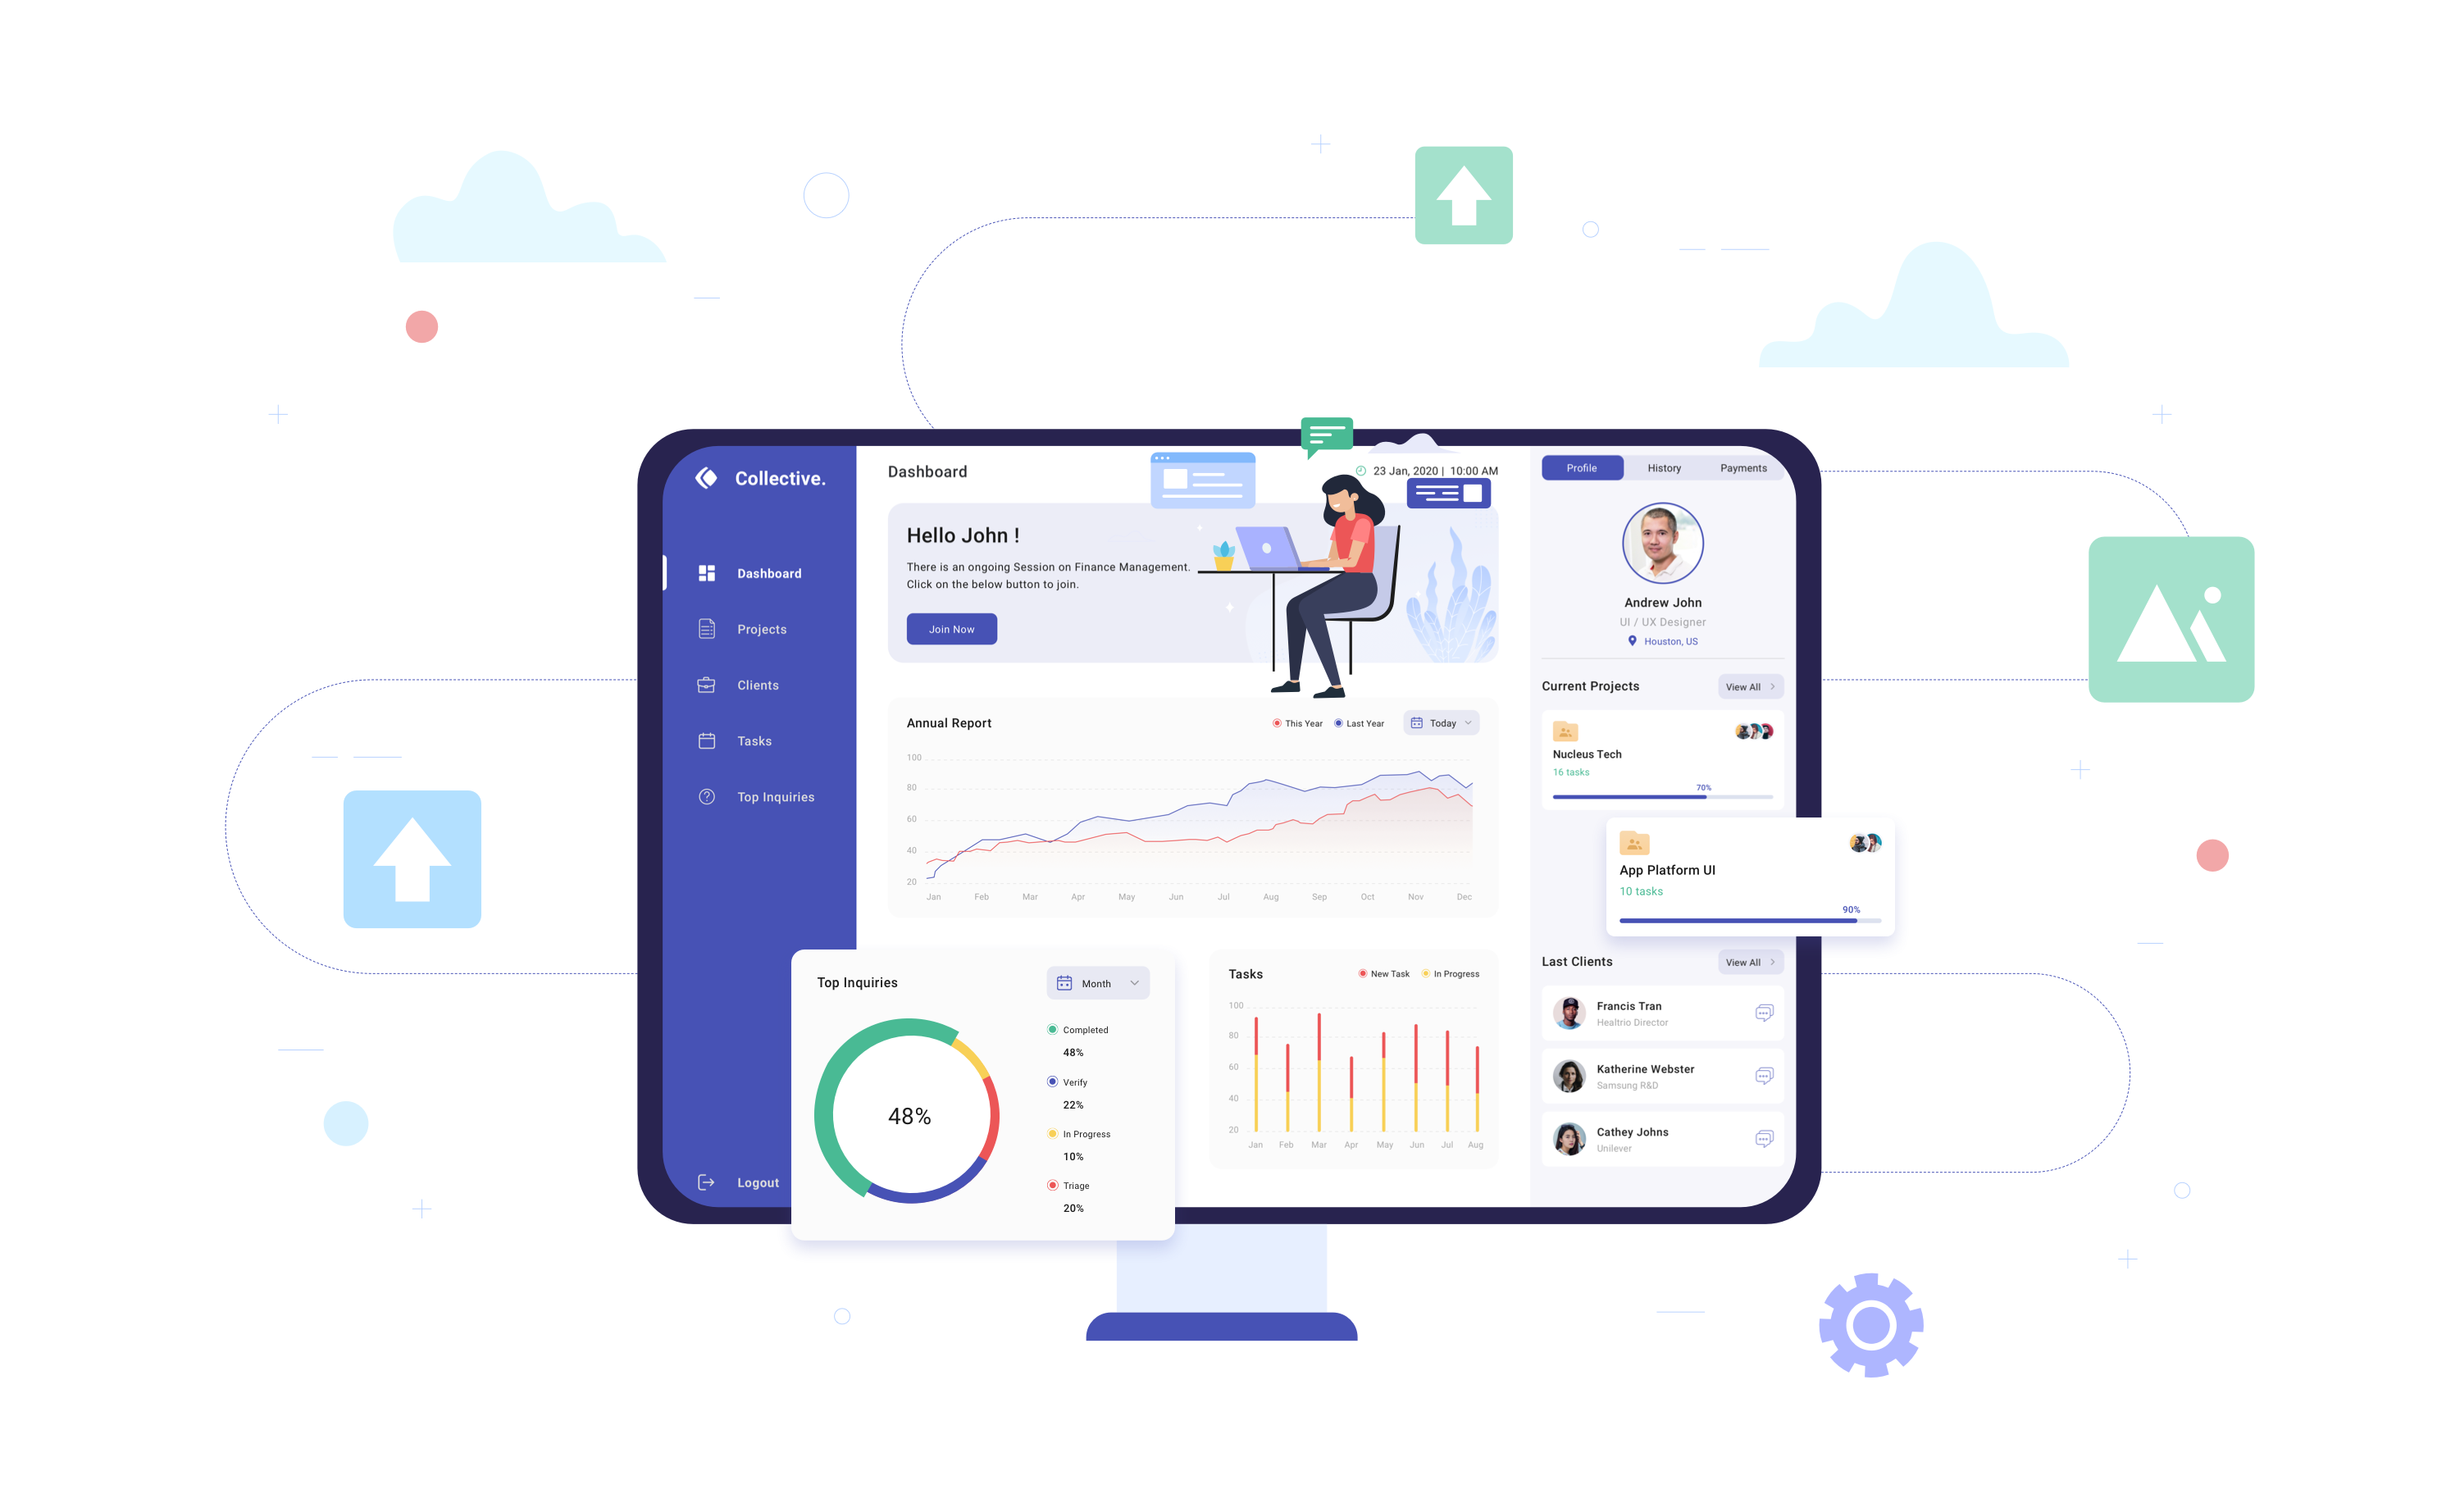 Collective.
Dashboard
Projects
Clients
Tasks
Top Inquiries
Logout
Dashboard
23 Jan, 2020 | 10:00 AM
Hello John !
There is an ongoing Session on Finance Management.
Click on the below button to join.
Join Now
Annual Report
This Year
Last Year
Today
100
80
60
40
20
Jan Feb Mar Apr May Jun Jul Aug Sep Oct Nov Dec
Top Inquiries
Month
48%
Completed
48%
Verify
22%
In Progress
10%
Triage
20%
Tasks
New Task
In Progress
100
80
60
40
20
Jan Feb Mar Apr May Jun Jul Aug
Profile
History
Payments
Andrew John
UI / UX Designer
Houston, US
Current Projects
View All
Nucleus Tech
16 tasks
70%
App Platform UI
10 tasks
90%
Last Clients
View All
Francis Tran
Healtrio Director
Katherine Webster
Samsung R&D
Cathey Johns
Unilever